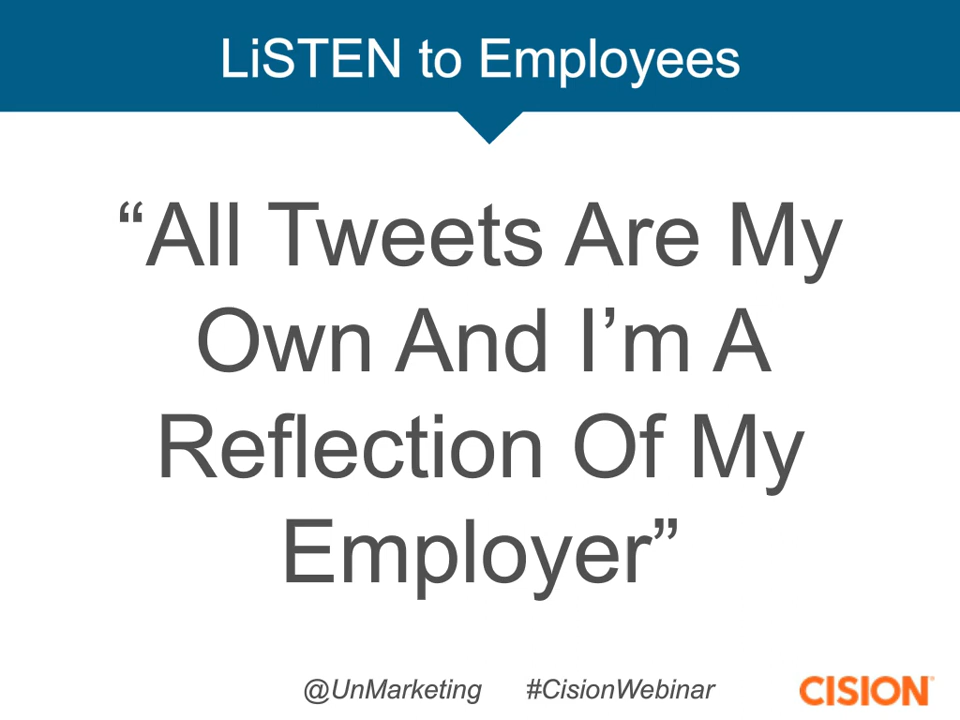 LiSTEN to Employees
“All Tweets Are My
Own And I’m A
Reflection Of My
Employer”
@UnMarketing #CisionWebinar CISION